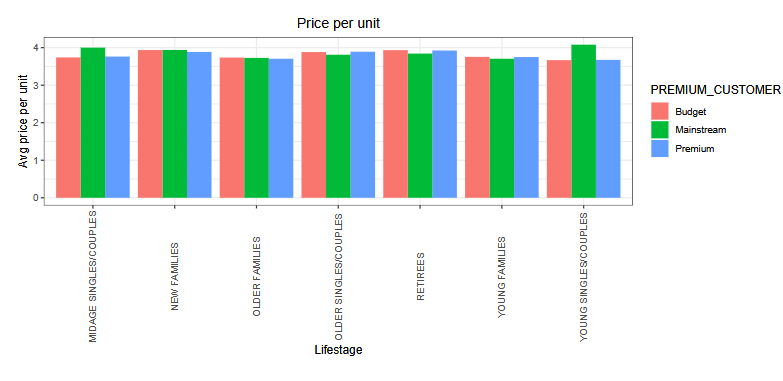 Price per unit
Avg price per unit
4
3
2
1
0
MIDAGE SINGLES/COUPLES
NEW FAMILIES
OLDER FAMILIES
OLDER SINGLES/COUPLES
RETIREES
YOUNG FAMILIES
YOUNG SINGLES/COUPLES
Lifestage
PREMIUM_CUSTOMER
Budget
Mainstream
Premium